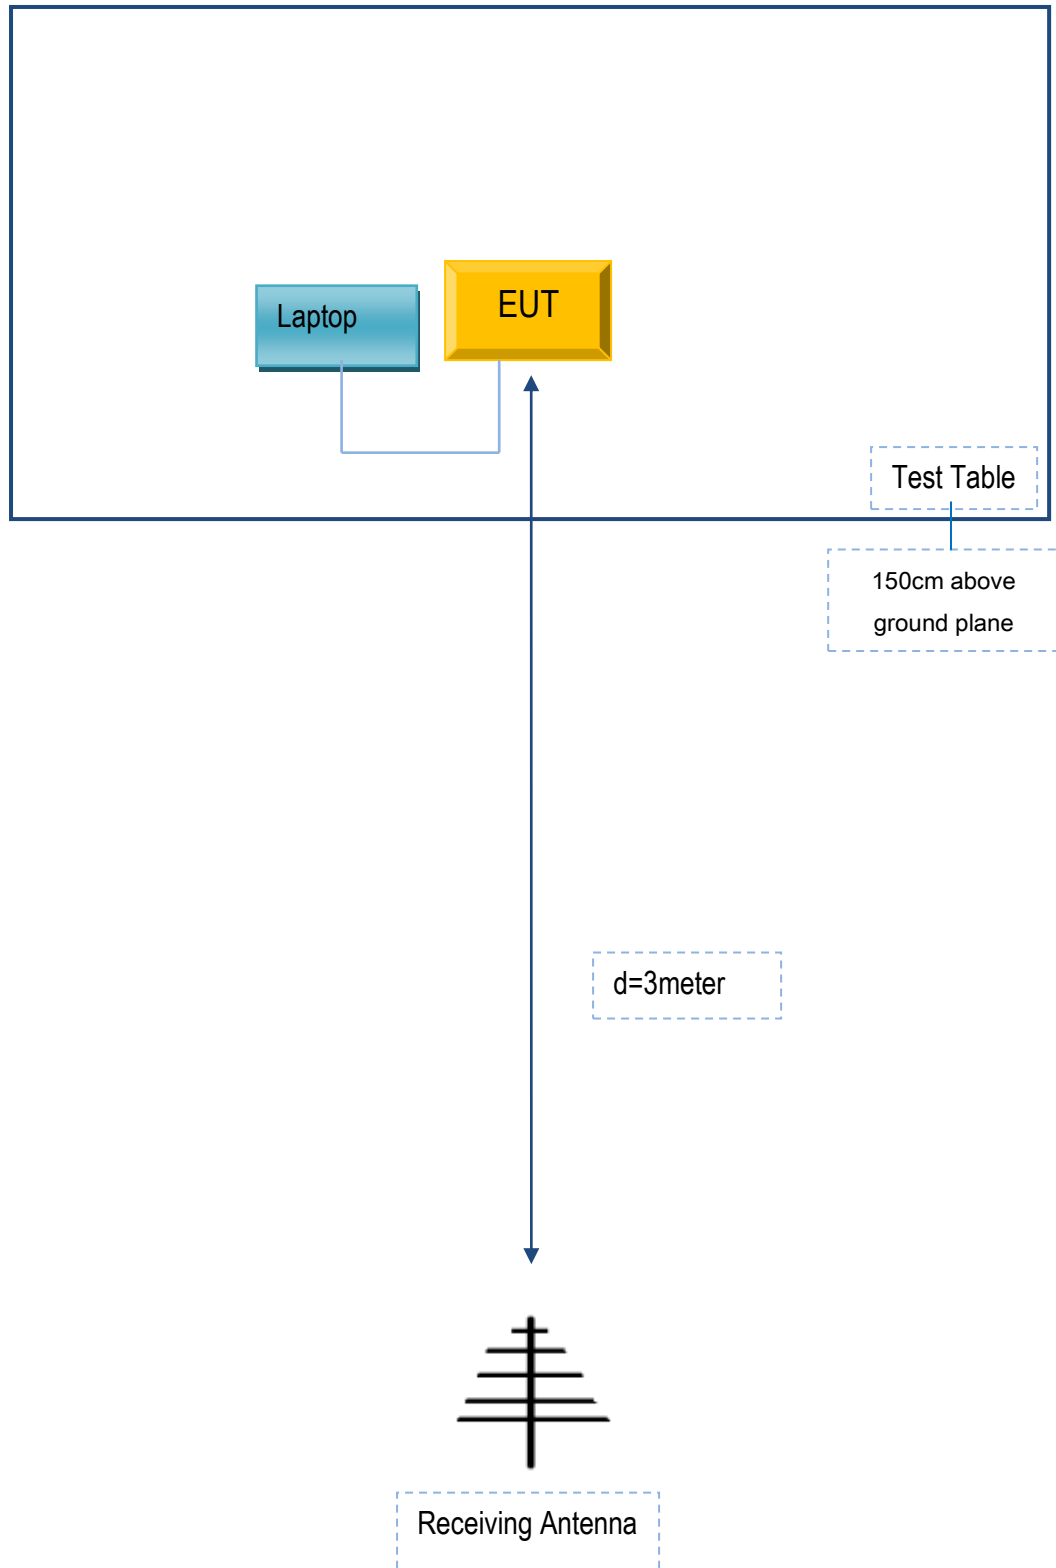 Laptop
EUT
Test Table
150cm above
ground plane
d=3meter
Receiving Antenna